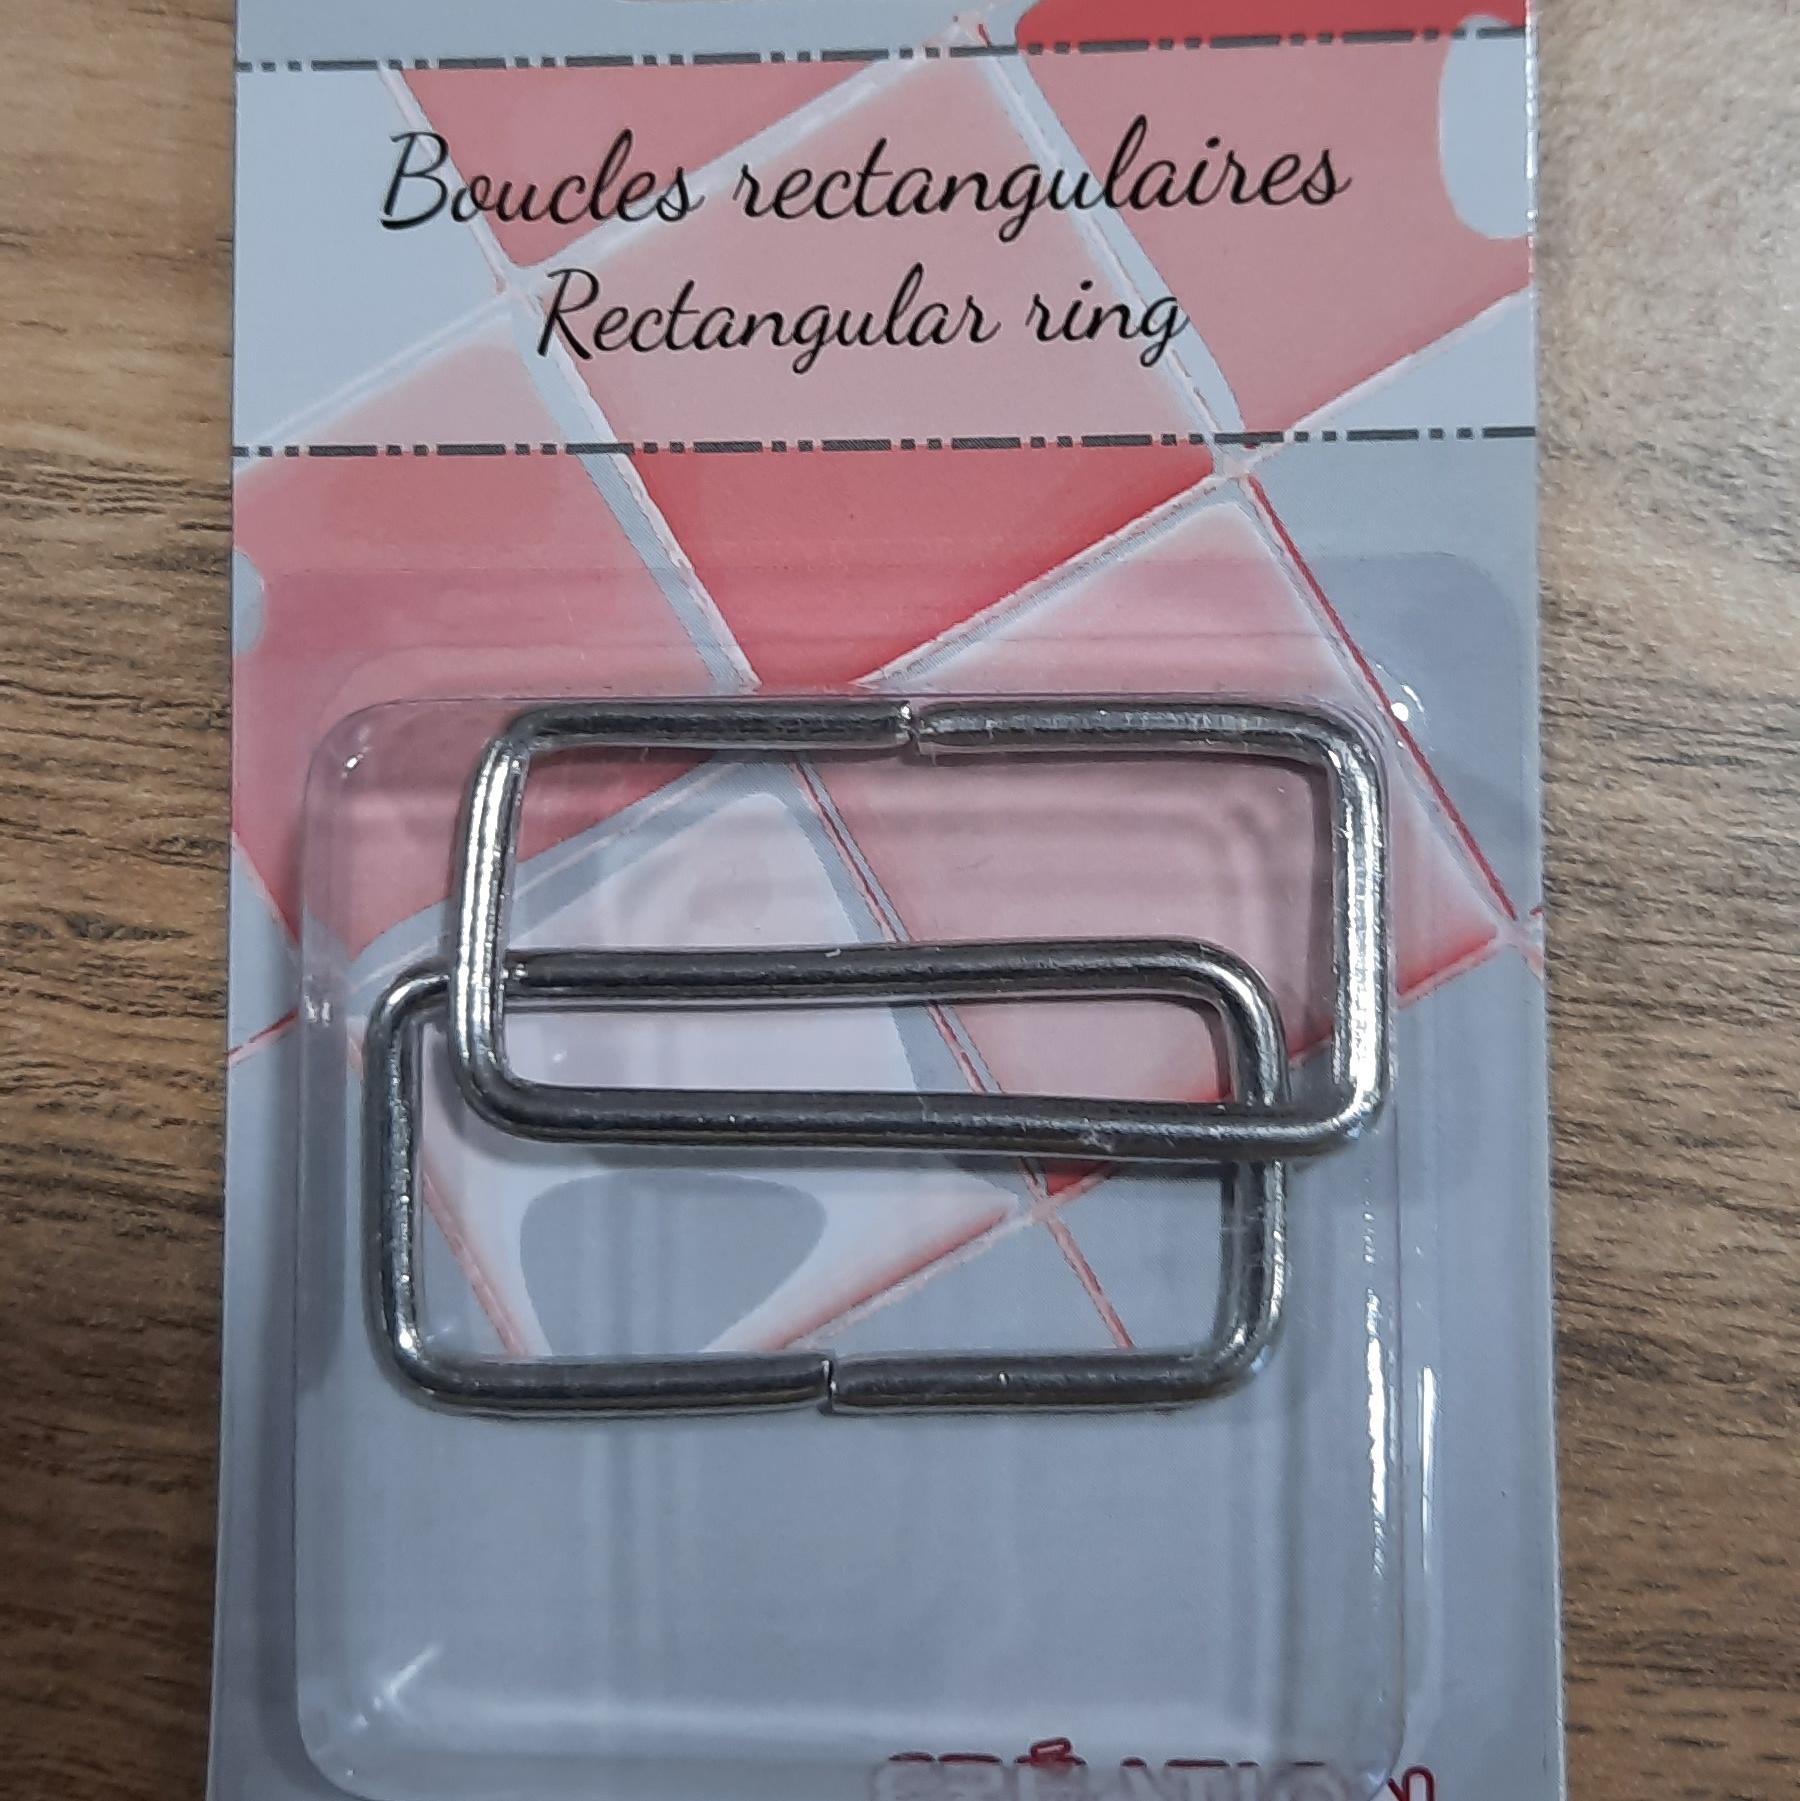 Boucles rectangulaires
Rectangular ring